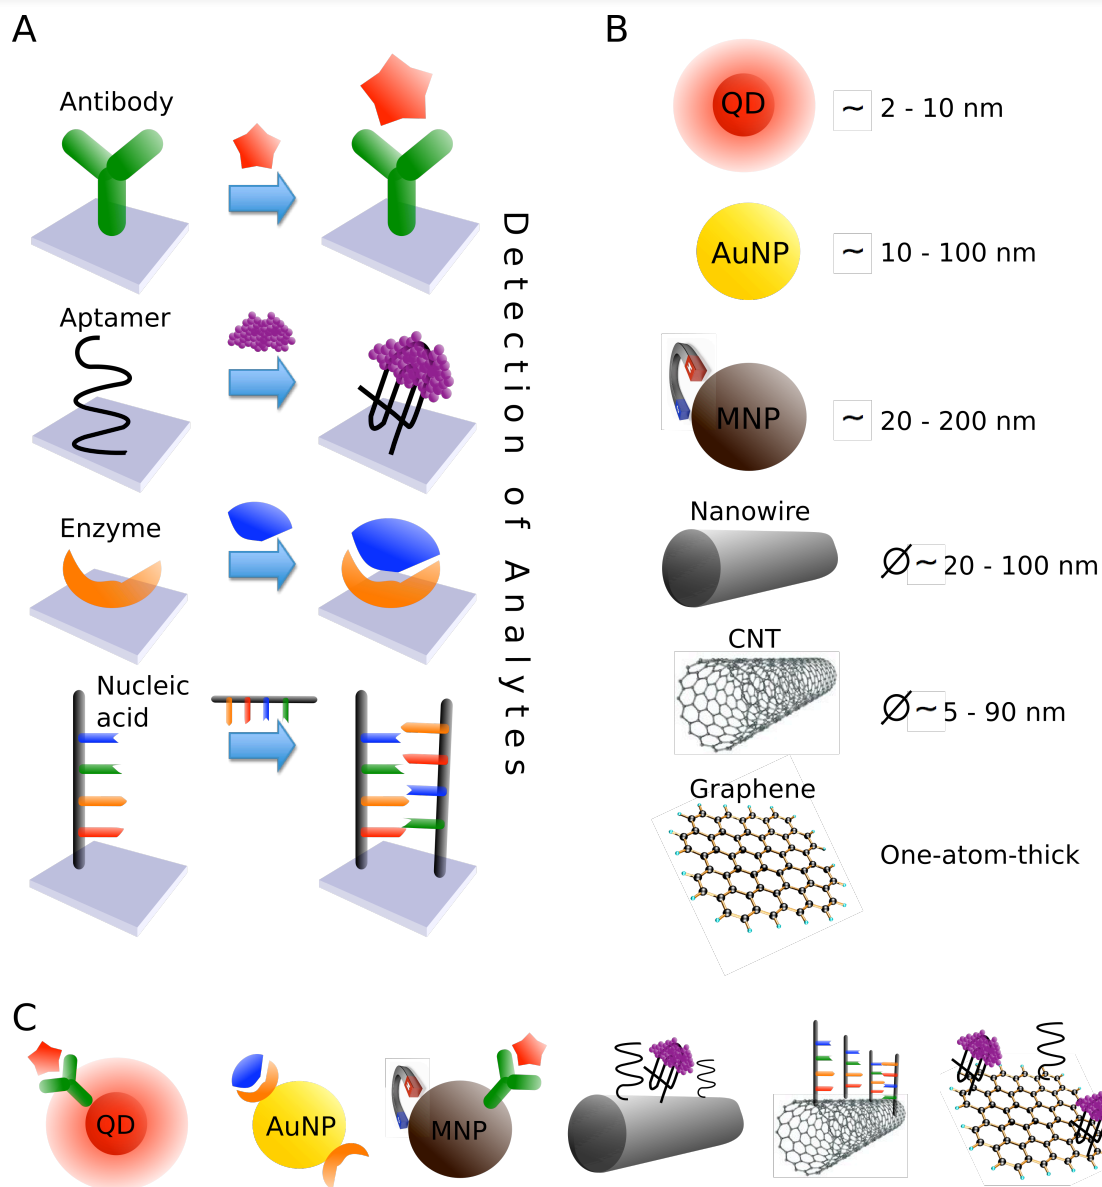 A
Antibody
Aptamer
Enzyme
Nucleic
acid
Detection of Analytes
B
QD
~ 2 - 10 nm
AuNP
~ 10 - 100 nm
MNP
~ 20 - 200 nm
Nanowire
∅ ~ 20 - 100 nm
CNT
∅ ~ 5 - 90 nm
Graphene
One-atom-thick
C
QD
AuNP
MNP